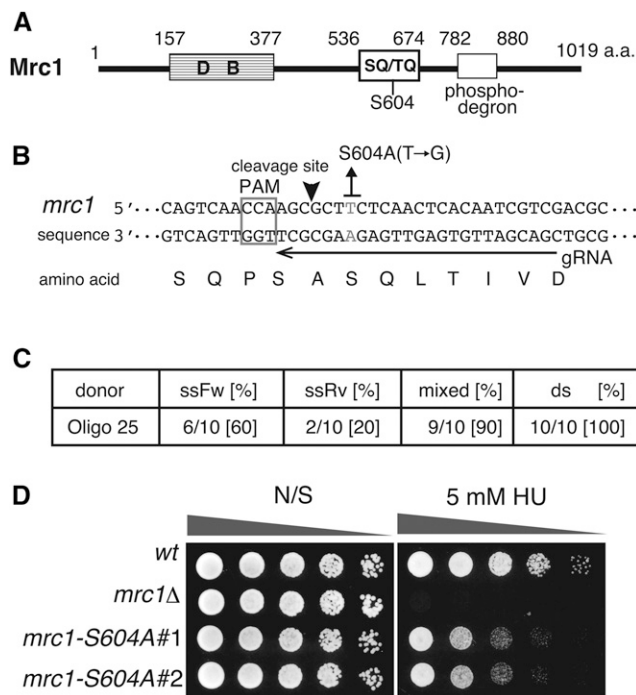 A
1 157 377 536 674 782 880 1019 a.a.
Mrc1 D B SQ/TQ
S604 phospho-
degron
B
S604A(T→G)
cleavage site
PAM
mrc1 5′···CAGTCAACCAAGCGCTTCTCAACTCACAATCGTCGACGC···
sequence 3′···GTCAGTTGGTTCGCGAAGAGTTGAGTGTTAGCAGCTGCG···
gRNA
amino acid S Q P S A S Q L T I V D
C
donor ssFw [%] ssRv [%] mixed [%] ds [%]
Oligo 25 6/10 [60] 2/10 [20] 9/10 [90] 10/10 [100]
D
N/S 5 mM HU
wt
mrc1Δ
mrc1-S604A#1
mrc1-S604A#2